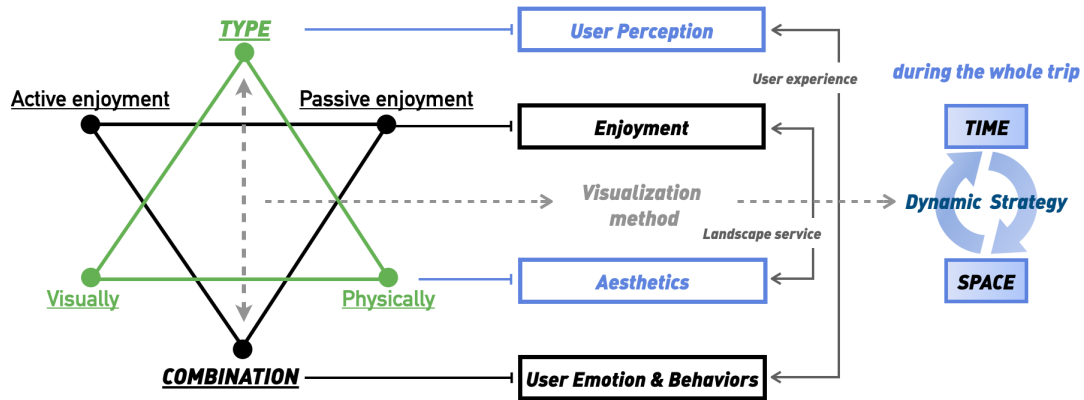 TYPE
User Perception
User experience
during the whole trip
Active enjoyment
Passive enjoyment
Enjoyment
TIME
Visualization
method
Dynamic Strategy
Landscape service
Visually
Physically
Aesthetics
SPACE
COMBINATION
User Emotion & Behaviors